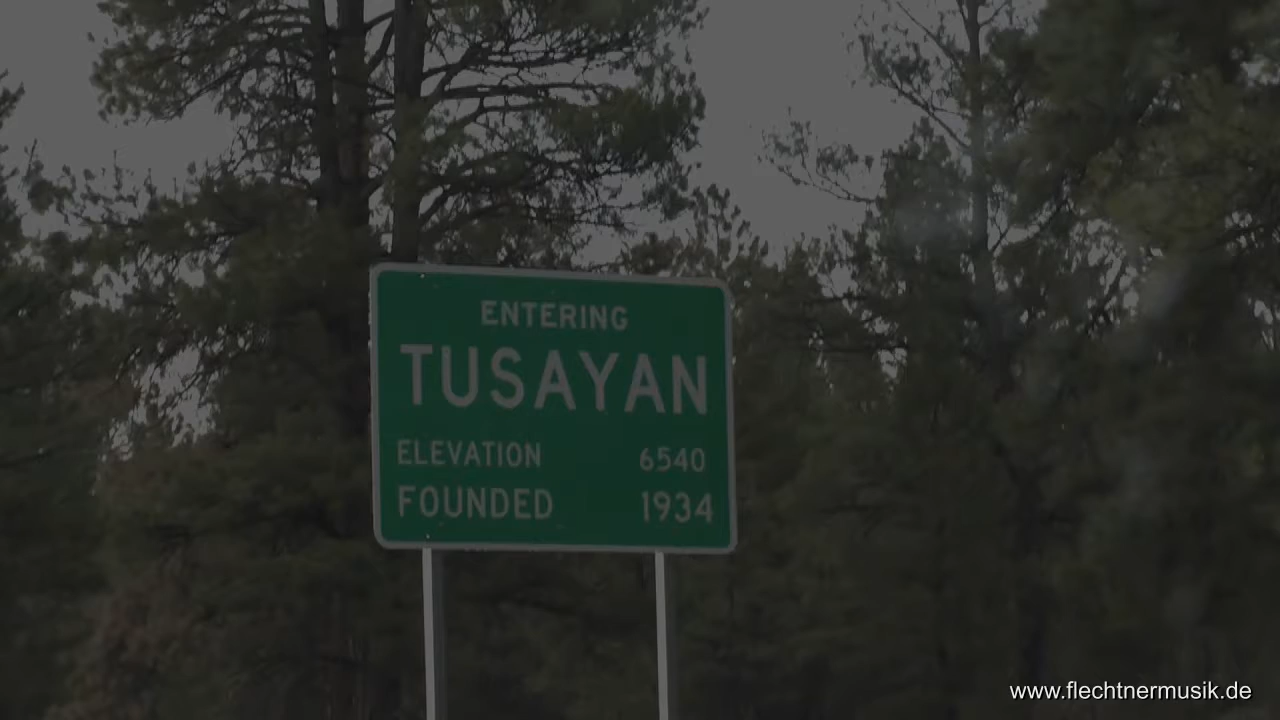 ENTERING
TUSAYAN
ELEVATION 6540
FOUNDED 1934
www.flechtnermusik.de